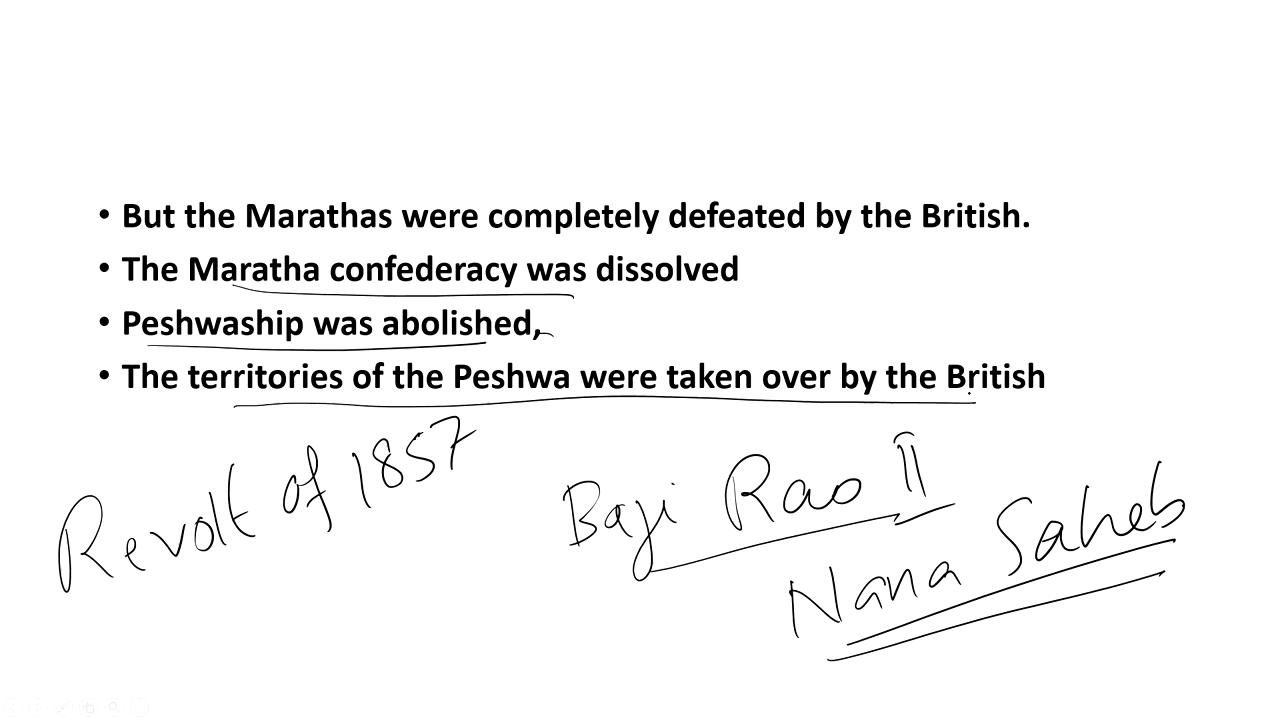 • But the Marathas were completely defeated by the British.
• The Maratha confederacy was dissolved
• Peshwaship was abolished,
• The territories of the Peshwa were taken over by the British
Revolt of 1857
Baji Rao II
Nana Saheb